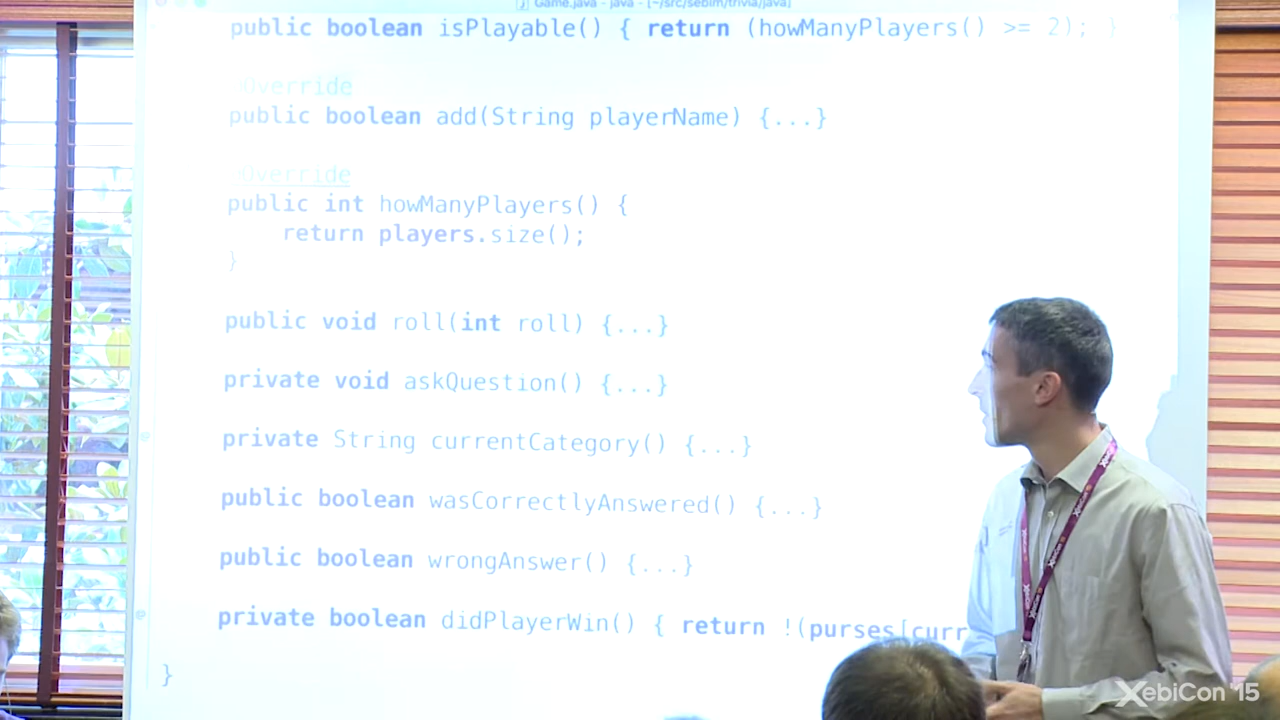 Game.java - java - [~/src/sebim/trivia/java]
public boolean isPlayable() { return (howManyPlayers() >= 2); }
@Override
public boolean add(String playerName) {...}
@Override
public int howManyPlayers() {
return players.size();
}
public void roll(int roll) {...}
private void askQuestion() {...}
private String currentCategory() {...}
public boolean wasCorrectlyAnswered() {...}
public boolean wrongAnswer() {...}
private boolean didPlayerWin() { return !(purses[curr
}
XebiCon
XebiCon '15